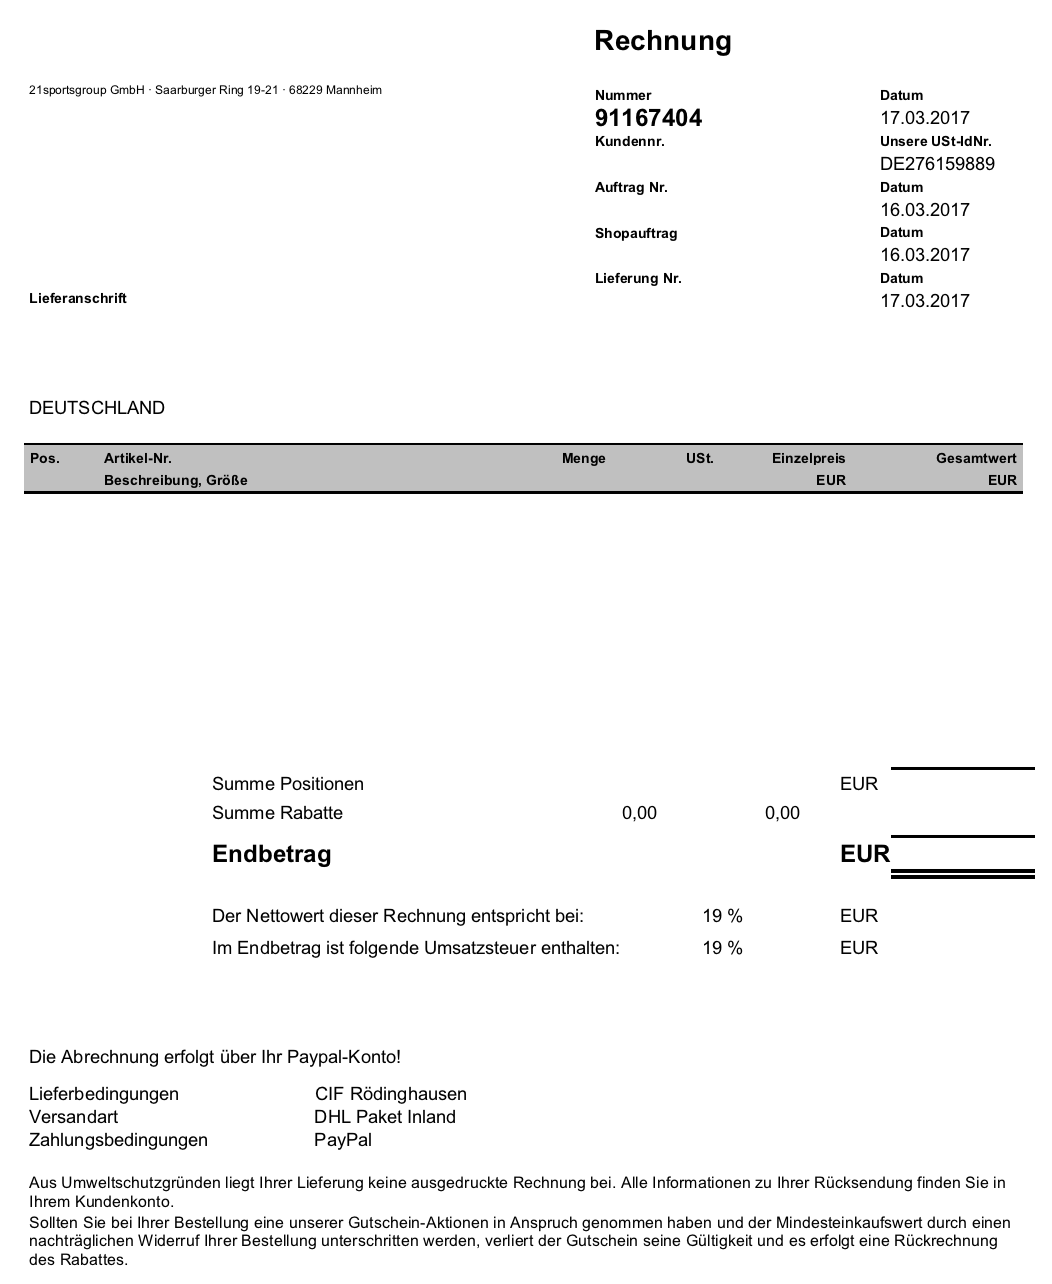 Rechnung
21sportsgroup GmbH · Saarburger Ring 19-21 · 68229 Mannheim
Nummer Datum
91167404 17.03.2017
Kundennr. Unsere USt-IdNr.
DE276159889
Auftrag Nr. Datum
16.03.2017
Shopauftrag Datum
16.03.2017
Lieferung Nr. Datum
Lieferanschrift 17.03.2017
DEUTSCHLAND
Pos. Artikel-Nr. Menge USt. Einzelpreis Gesamtwert
Beschreibung, Größe EUR EUR
Summe Positionen EUR
Summe Rabatte 0,00 0,00
Endbetrag EUR
Der Nettowert dieser Rechnung entspricht bei: 19 % EUR
Im Endbetrag ist folgende Umsatzsteuer enthalten: 19 % EUR
Die Abrechnung erfolgt über Ihr Paypal-Konto!
Lieferbedingungen CIF Rödinghausen
Versandart DHL Paket Inland
Zahlungsbedingungen PayPal
Aus Umweltschutzgründen liegt Ihrer Lieferung keine ausgedruckte Rechnung bei. Alle Informationen zu Ihrer Rücksendung finden Sie in
Ihrem Kundenkonto.
Sollten Sie bei Ihrer Bestellung eine unserer Gutschein-Aktionen in Anspruch genommen haben und der Mindesteinkaufswert durch einen
nachträglichen Widerruf Ihrer Bestellung unterschritten werden, verliert der Gutschein seine Gültigkeit und es erfolgt eine Rückrechnung
des Rabattes.